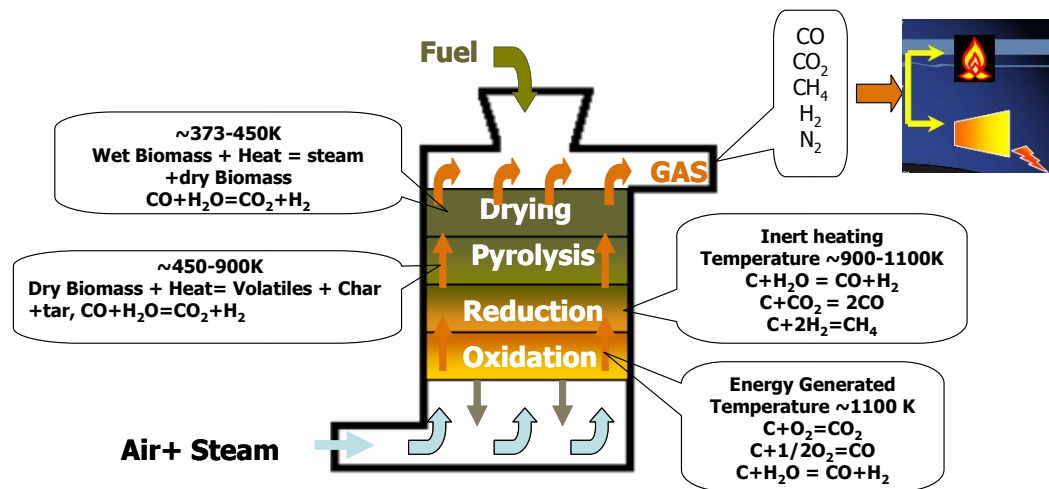 Fuel
CO
CO₂
CH₄
H₂
N₂
~373-450K
Wet Biomass + Heat = steam
+dry Biomass
CO+H₂O=CO₂+H₂
GAS
Drying
Pyrolysis
Reduction
Oxidation
~450-900K
Dry Biomass + Heat= Volatiles + Char
+tar, CO+H₂O=CO₂+H₂
Inert heating
Temperature ~900-1100K
C+H₂O = CO+H₂
C+CO₂ = 2CO
C+2H₂=CH₄
Energy Generated
Temperature ~1100 K
C+O₂=CO₂
C+1/2O₂=CO
C+H₂O = CO+H₂
Air+ Steam